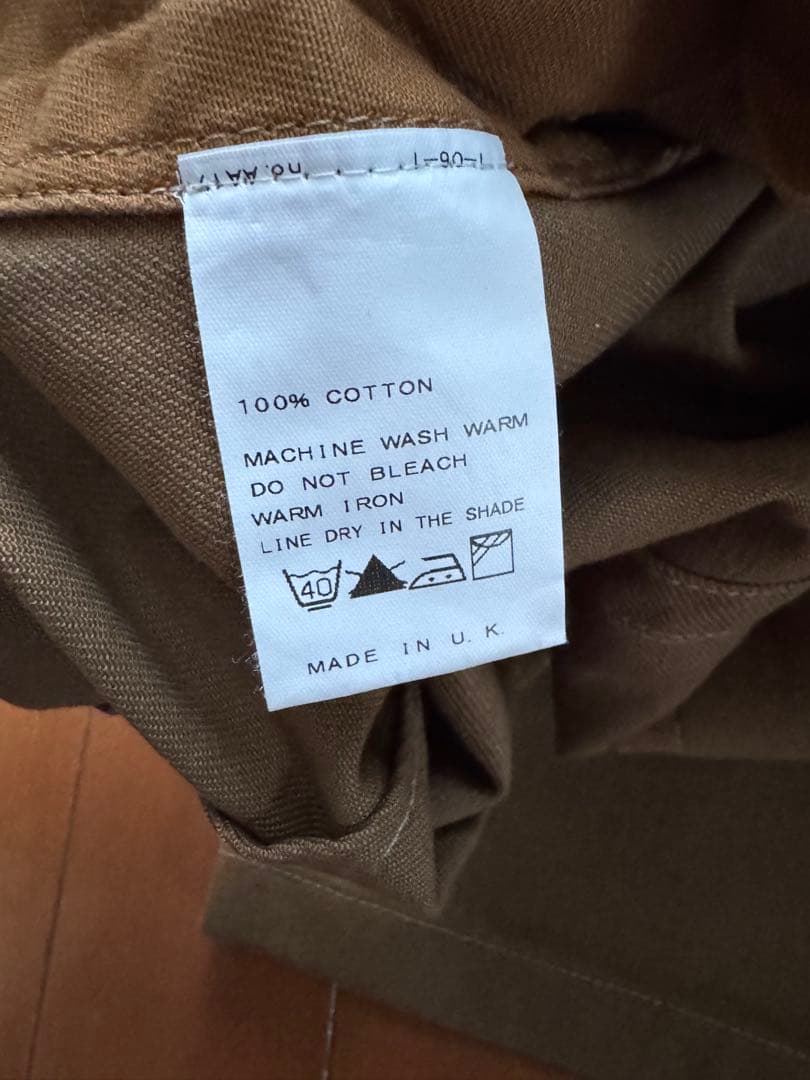 100% COTTON
MACHINE WASH WARM
DO NOT BLEACH
WARM IRON
LINE DRY IN THE SHADE
40
MADE IN U. K.